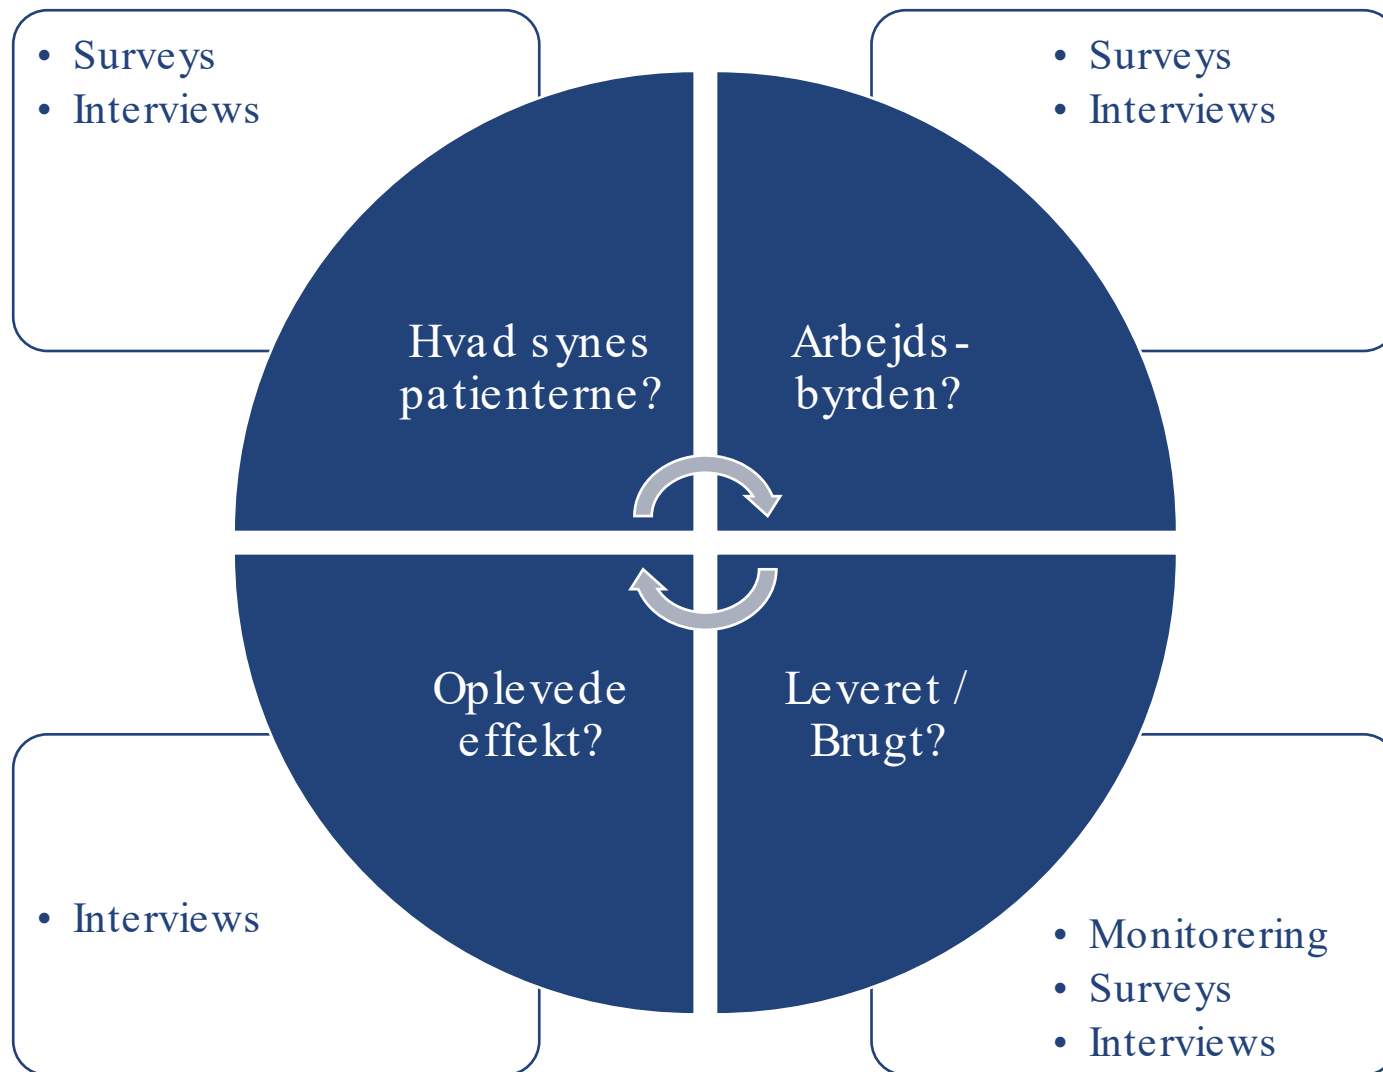 • Surveys
• Interviews
• Surveys
• Interviews
Hvad synes
patienterne?
Arbejds-
byrden?
Oplevede
effekt?
Leveret /
Brugt?
• Interviews
• Monitorering
• Surveys
• Interviews